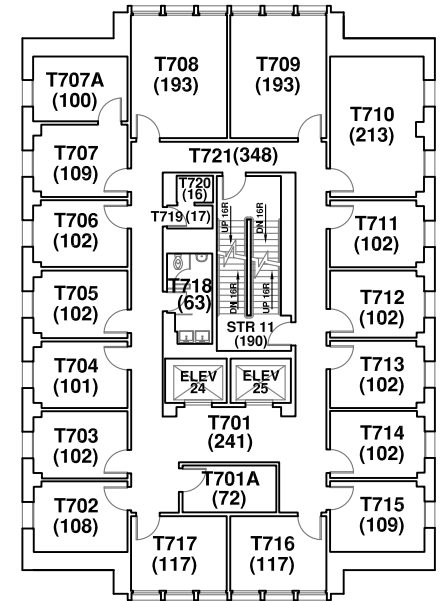 T708
(193)
T709
(193)
T707A
(100)
T710
(213)
T707
(109)
T721(348)
T720
(16)
T719 (17)
T706
(102)
UP 16R
DN 16R
T711
(102)
T718
(63)
T705
(102)
DN 16R
UP 16R
T712
(102)
STR 11
(190)
T704
(101)
ELEV
24
ELEV
25
T713
(102)
T703
(102)
T701
(241)
T714
(102)
T702
(108)
T701A
(72)
T715
(109)
T717
(117)
T716
(117)